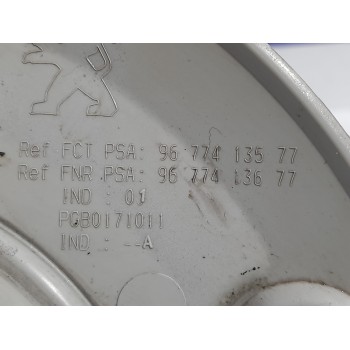 Ref FCT PSA: 96 774 135 77
Ref FNR PSA: 96 774 136 77
IND : 01
PGB0171011
IND : --A